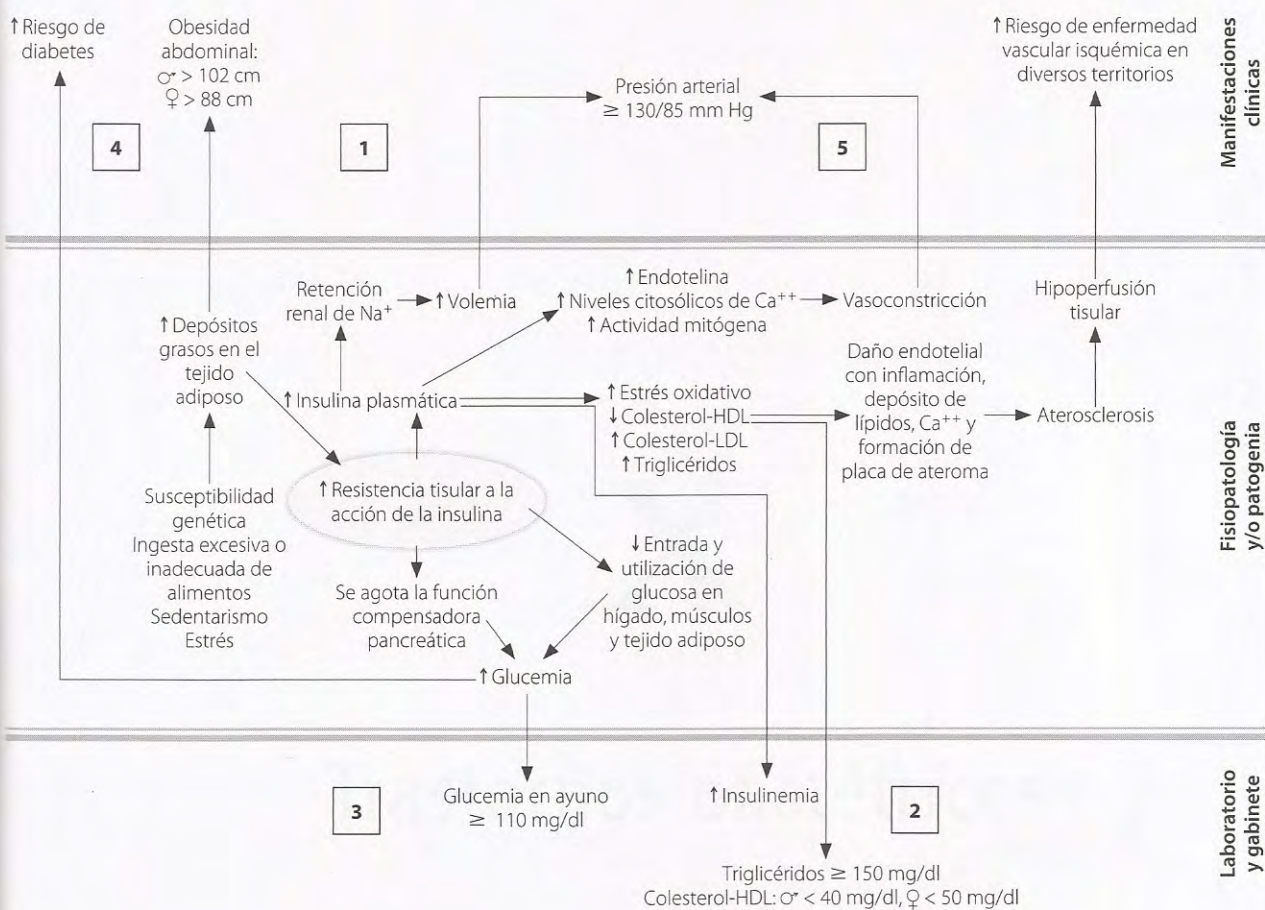 ↑ Riesgo de
diabetes
Obesidad
abdominal:
♂ > 102 cm
♀ > 88 cm
Presión arterial
≥ 130/85 mm Hg
↑ Riesgo de enfermedad
vascular isquémica en
diversos territorios
Manifestaciones
clínicas
4
1
5
↑ Depósitos
grasos en el
tejido
adiposo
Retención
renal de Na+
↑ Volemia
↑ Endotelina
↑ Niveles citosólicos de Ca++
↑ Actividad mitógena
Vasoconstricción
Hipoperfusión
tisular
↑ Insulina plasmática
↑ Estrés oxidativo
↓ Colesterol-HDL
↑ Colesterol-LDL
↑ Triglicéridos
Daño endotelial
con inflamación,
depósito de
lípidos, Ca++ y
formación de
placa de ateroma
Aterosclerosis
Susceptibilidad
genética
Ingesta excesiva o
inadecuada de
alimentos
Sedentarismo
Estrés
↑ Resistencia tisular a la
acción de la insulina
Se agota la función
compensadora
pancreática
↓ Entrada y
utilización de
glucosa en
hígado, músculos
y tejido adiposo
↑ Glucemia
Fisiopatología
y/o patogenia
3
Glucemia en ayuno
≥ 110 mg/dl
↑ Insulinemia
2
Triglicéridos ≥ 150 mg/dl
Colesterol-HDL: ♂ < 40 mg/dl, ♀ < 50 mg/dl
Laboratorio
y gabinete